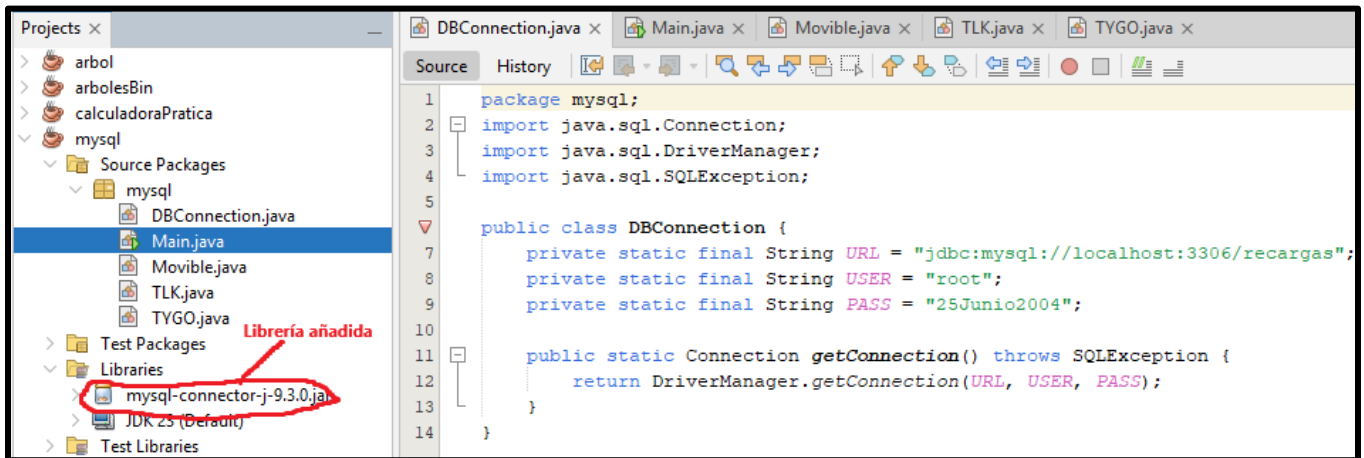 Projects ×
arbol
arbolesBin
calculadoraPratica
mysql
Source Packages
mysql
DBConnection.java
Main.java
Movible.java
TLK.java
TYGO.java
Librería añadida
Test Packages
Libraries
mysql-connector-j-9.3.0.jar
JDK 23 (Default)
Test Libraries
DBConnection.java × Main.java × Movible.java × TLK.java × TYGO.java ×
Source History
1 package mysql;
2 import java.sql.Connection;
3 import java.sql.DriverManager;
4 import java.sql.SQLException;
5
public class DBConnection {
7 private static final String URL = "jdbc:mysql://localhost:3306/recargas";
8 private static final String USER = "root";
9 private static final String PASS = "25Junio2004";
10
11 public static Connection getConnection() throws SQLException {
12 return DriverManager.getConnection(URL, USER, PASS);
13 }
14 }